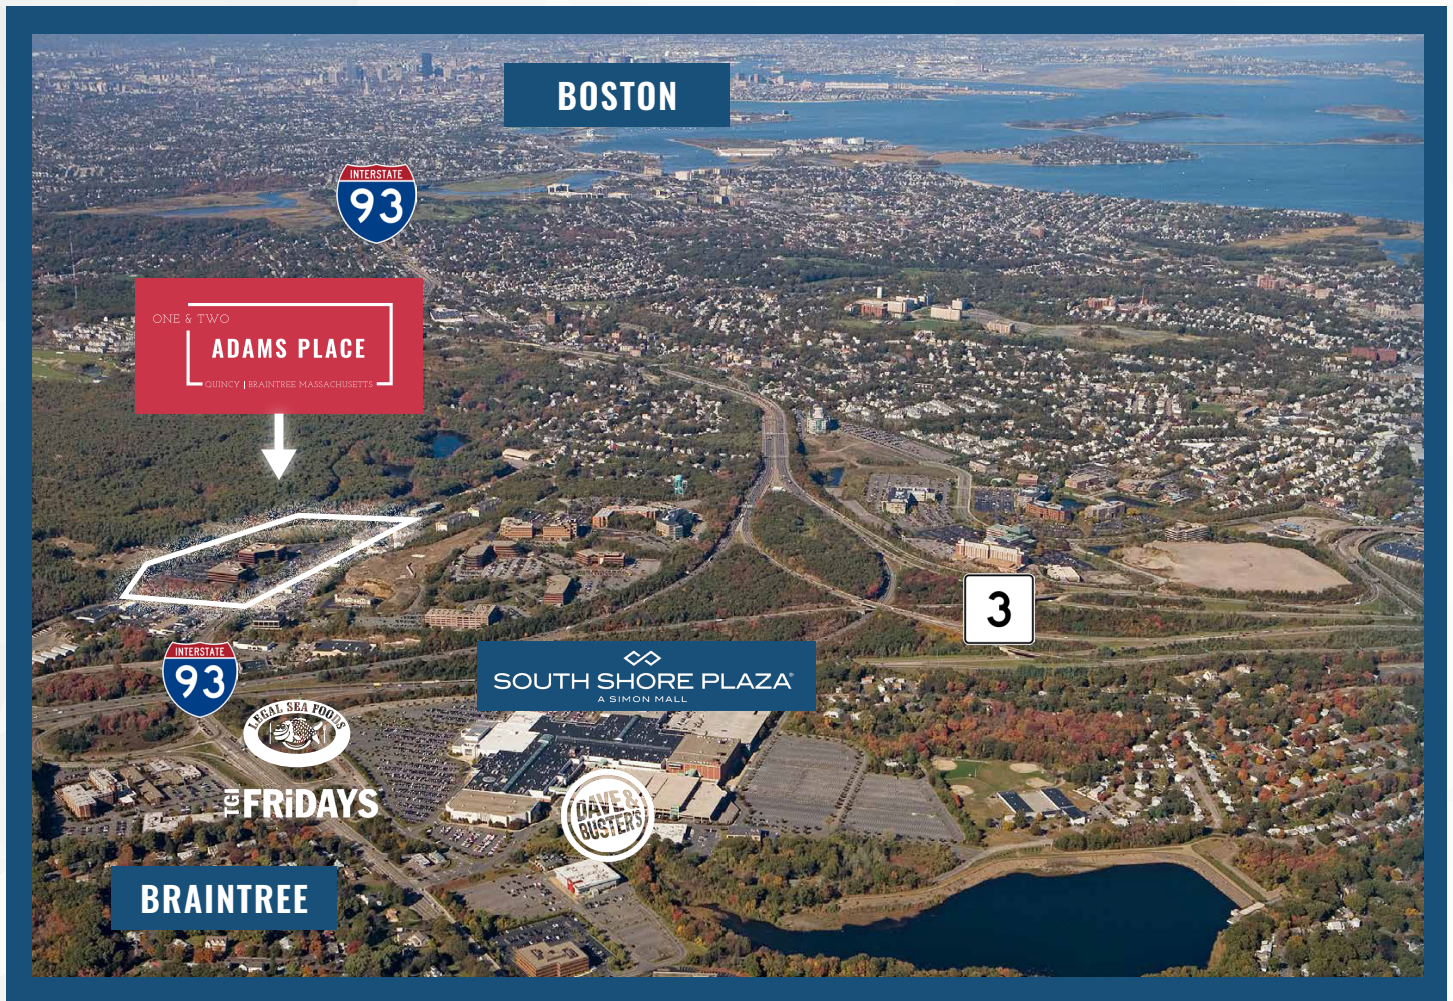 BOSTON
INTERSTATE
93
ONE & TWO
ADAMS PLACE
QUINCY | BRAINTREE MASSACHUSETTS
3
INTERSTATE
93
SOUTH SHORE PLAZA®
A SIMON MALL
LEGAL SEA FOODS
TGI FRiDAYS
DAVE &
BUSTER'S
BRAINTREE